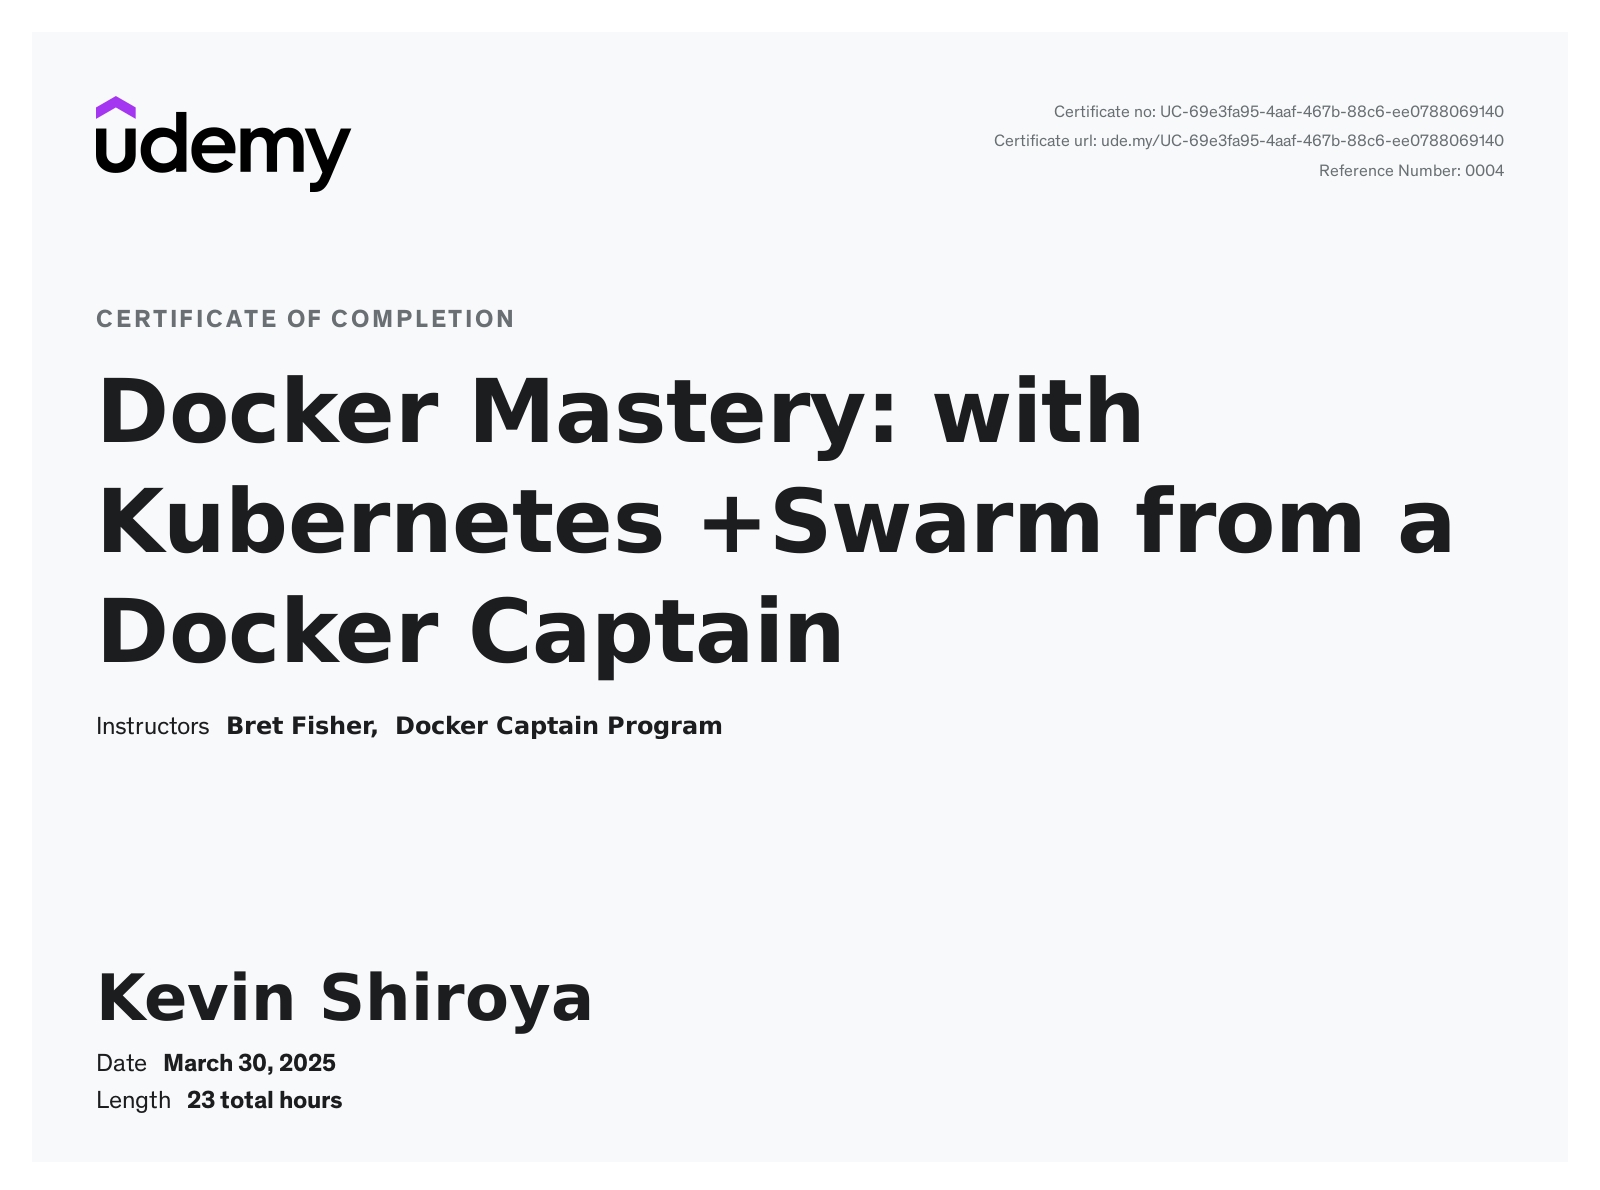 udemy
Certificate no: UC-69e3fa95-4aaf-467b-88c6-ee0788069140
Certificate url: ude.my/UC-69e3fa95-4aaf-467b-88c6-ee0788069140
Reference Number: 0004
CERTIFICATE OF COMPLETION
Docker Mastery: with
Kubernetes +Swarm from a
Docker Captain
Instructors Bret Fisher, Docker Captain Program
Kevin Shiroya
Date March 30, 2025
Length 23 total hours